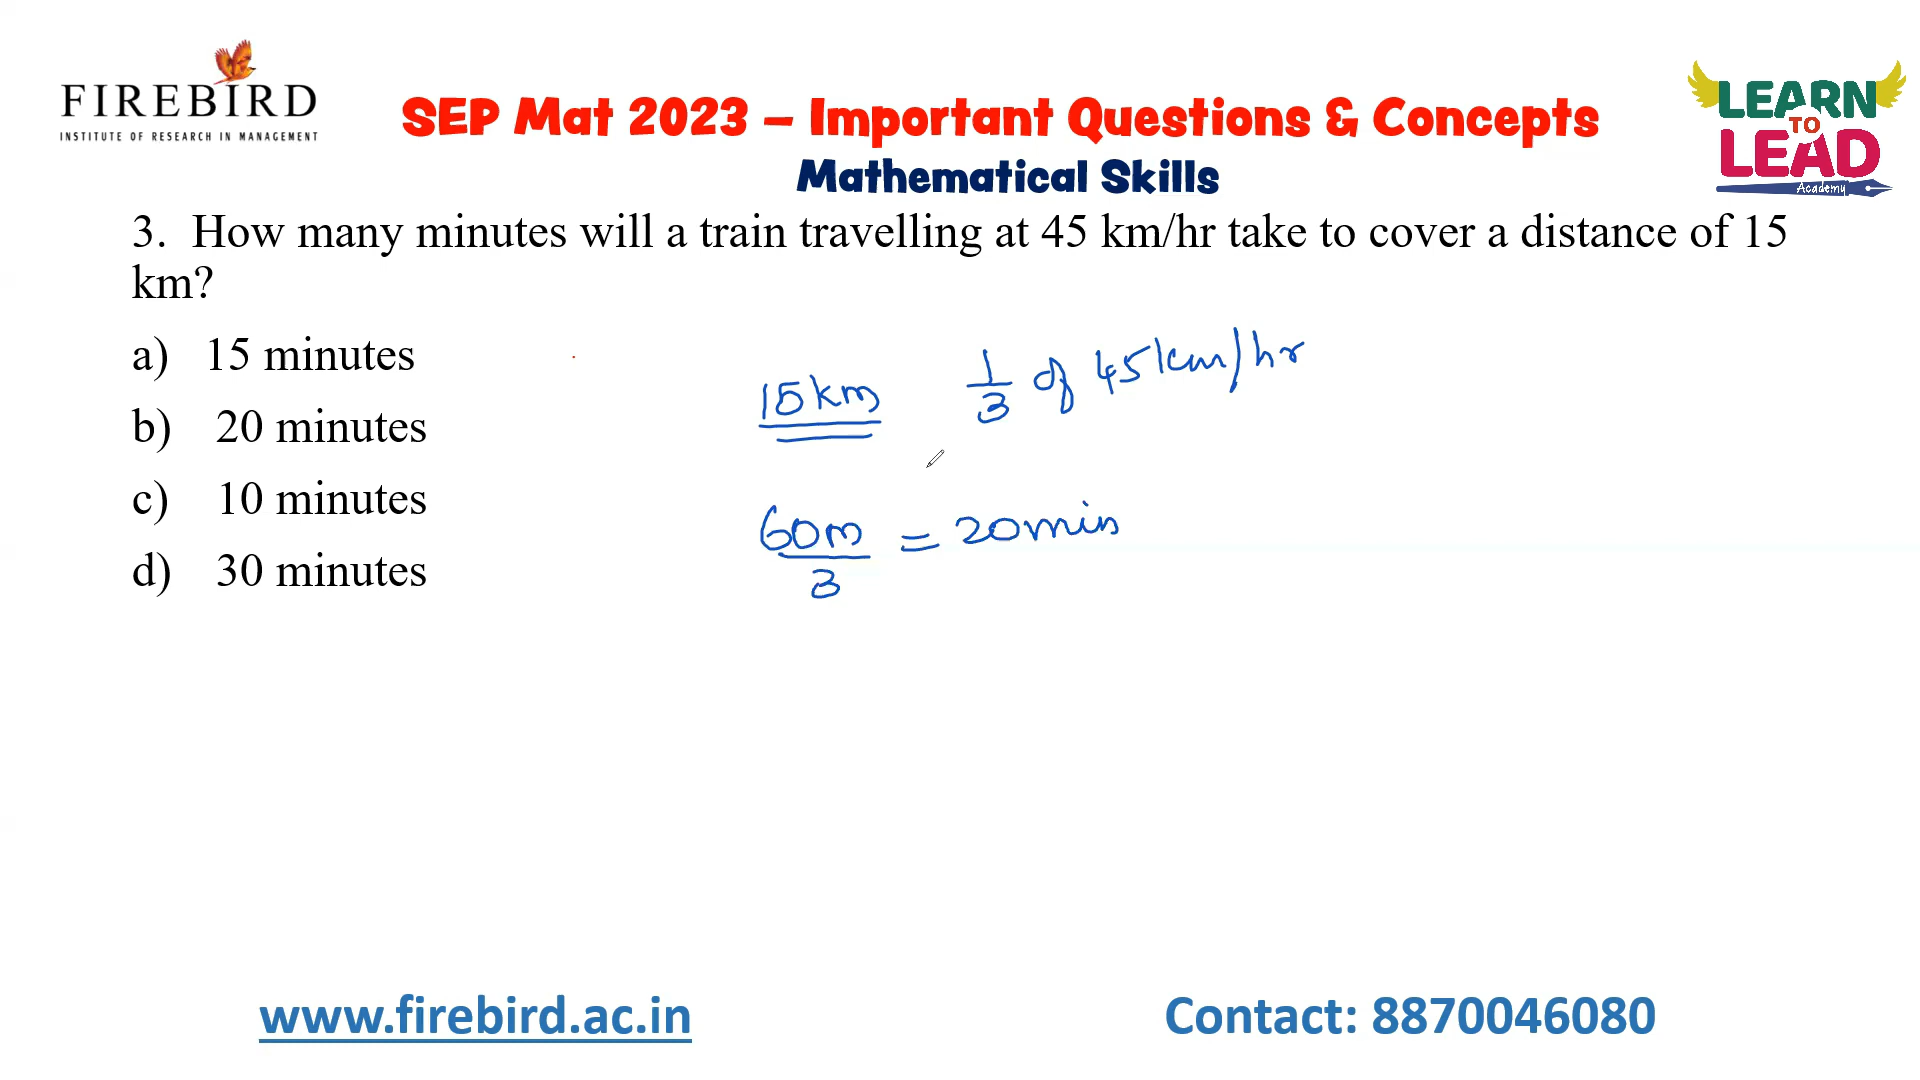 FIREBIRD
INSTITUTE OF RESEARCH IN MANAGEMENT
SEP Mat 2023 – Important Questions & Concepts
Mathematical Skills
LEARN
TO
LEAD
Academy
3. How many minutes will a train travelling at 45 km/hr take to cover a distance of 15
km?
a) 15 minutes
b) 20 minutes
c) 10 minutes
d) 30 minutes
15km 1/3 of 45km/hr
60m/3 = 20min
www.firebird.ac.in
Contact: 8870046080